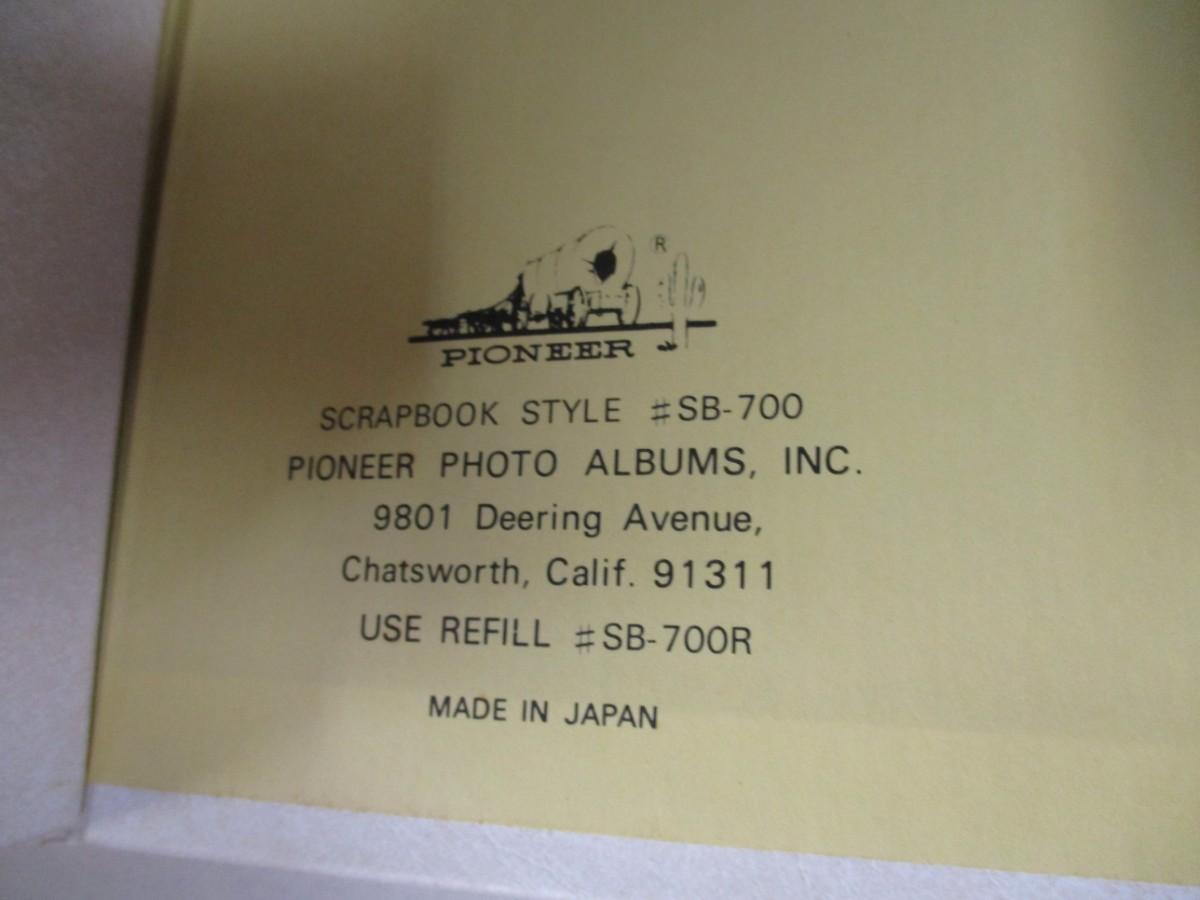 ®
PIONEER
SCRAPBOOK STYLE #SB-700
PIONEER PHOTO ALBUMS, INC.
9801 Deering Avenue,
Chatsworth, Calif. 91311
USE REFILL #SB-700R
MADE IN JAPAN